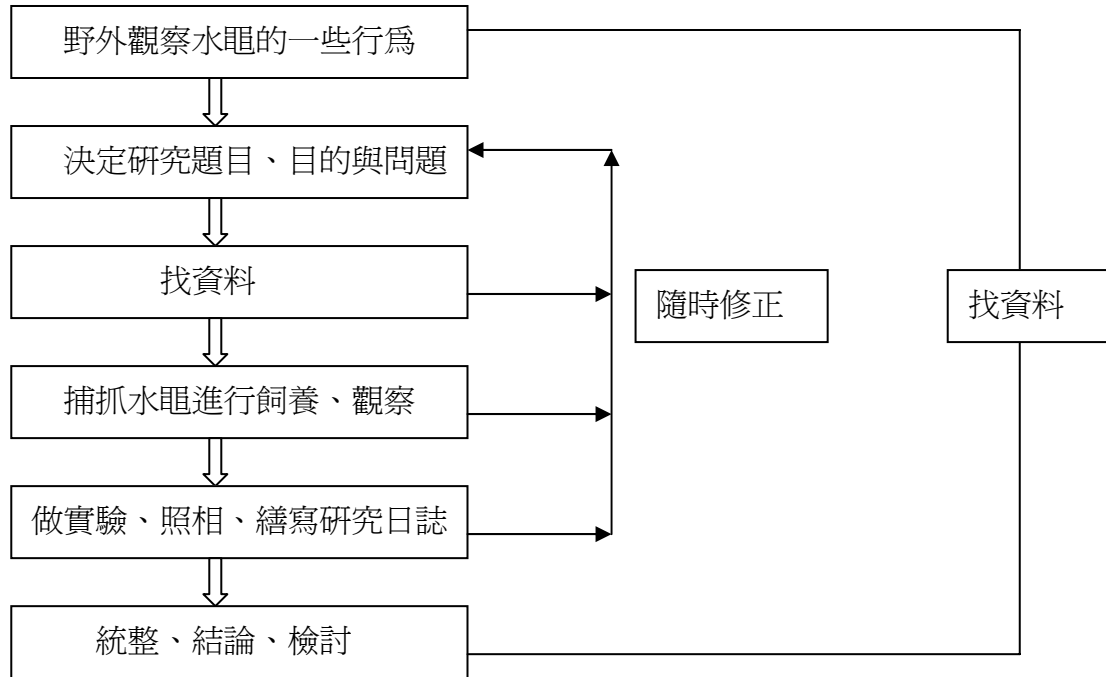 野外觀察水黽的一些行為
決定研究題目、目的與問題
找資料
隨時修正
找資料
捕抓水黽進行飼養、觀察
做實驗、照相、繕寫研究日誌
統整、結論、檢討